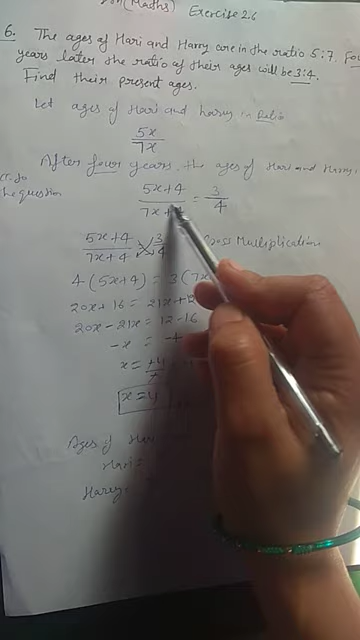 (Maths) Exercise 2.6
6. The ages of Hari and Harry are in the ratio 5:7. Four
years later the ratio of their ages will be 3:4.
Find their present ages.
Let ages of Hari and harry in Ratio
5x/7x
After four years, the ages of Hari and Harry
the question
(5x+4)/(7x+ = 3/4
(5x+4)/(7x+4) 3/4 Cross Multiplication
4(5x+4) = 3(7x
20x+16 = 21x+12
20x-21x = 12-16
-x = -4
x = +4/+
x=4
Ages of Hari
Hari =
Harry